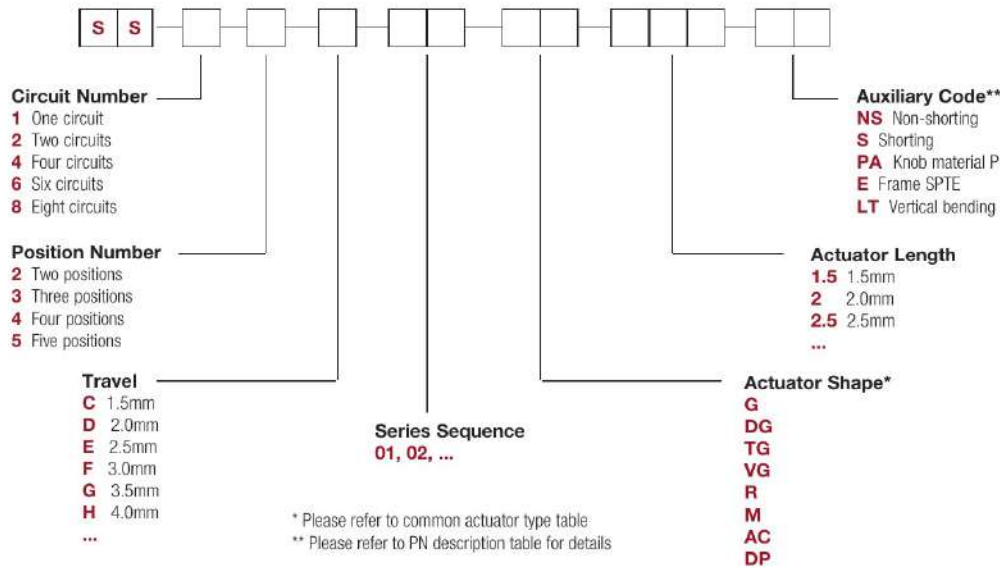 S S
Circuit Number
1 One circuit
2 Two circuits
4 Four circuits
6 Six circuits
8 Eight circuits
Position Number
2 Two positions
3 Three positions
4 Four positions
5 Five positions
Travel
C 1.5mm
D 2.0mm
E 2.5mm
F 3.0mm
G 3.5mm
H 4.0mm
...
Series Sequence
01, 02, ...
Actuator Shape*
G
DG
TG
VG
R
M
AC
DP
Actuator Length
1.5 1.5mm
2 2.0mm
2.5 2.5mm
...
Auxiliary Code**
NS Non-shorting
S Shorting
PA Knob material P
E Frame SPTE
LT Vertical bending
* Please refer to common actuator type table
** Please refer to PN description table for details